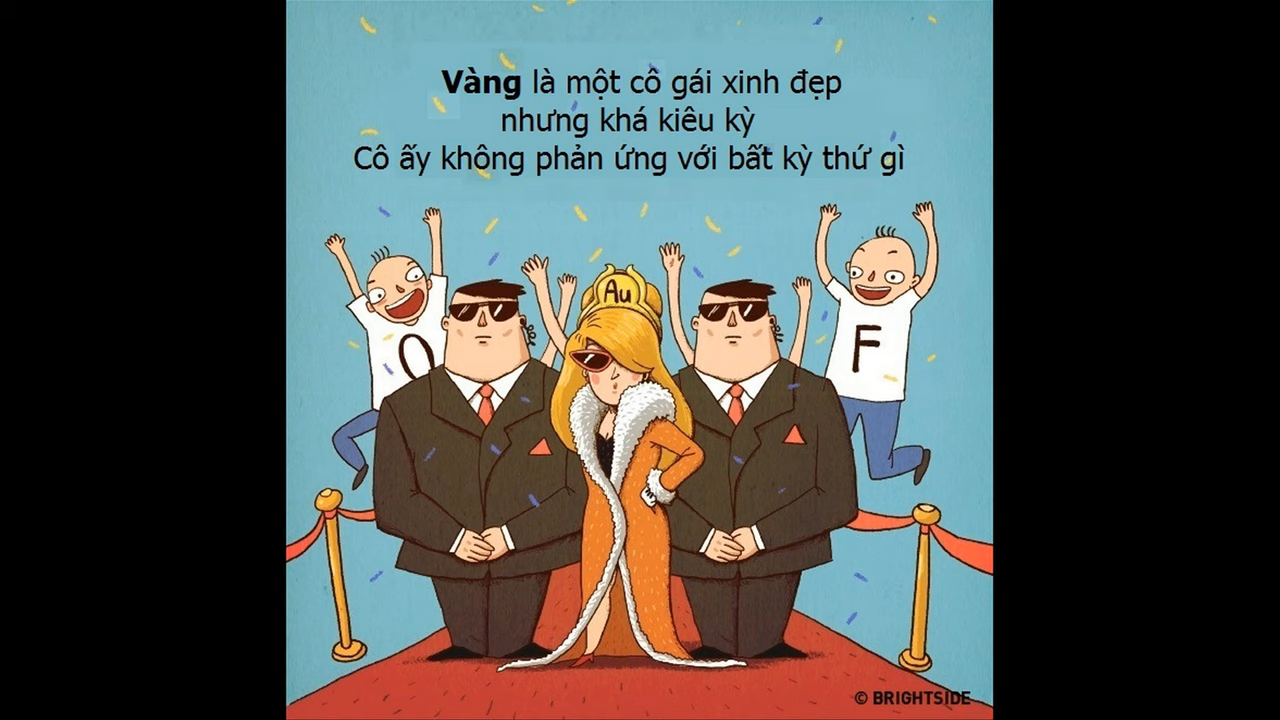 Vàng là một cô gái xinh đẹp
nhưng khá kiêu kỳ
Cô ấy không phản ứng với bất kỳ thứ gì
Au
O
F
© BRIGHTSIDE